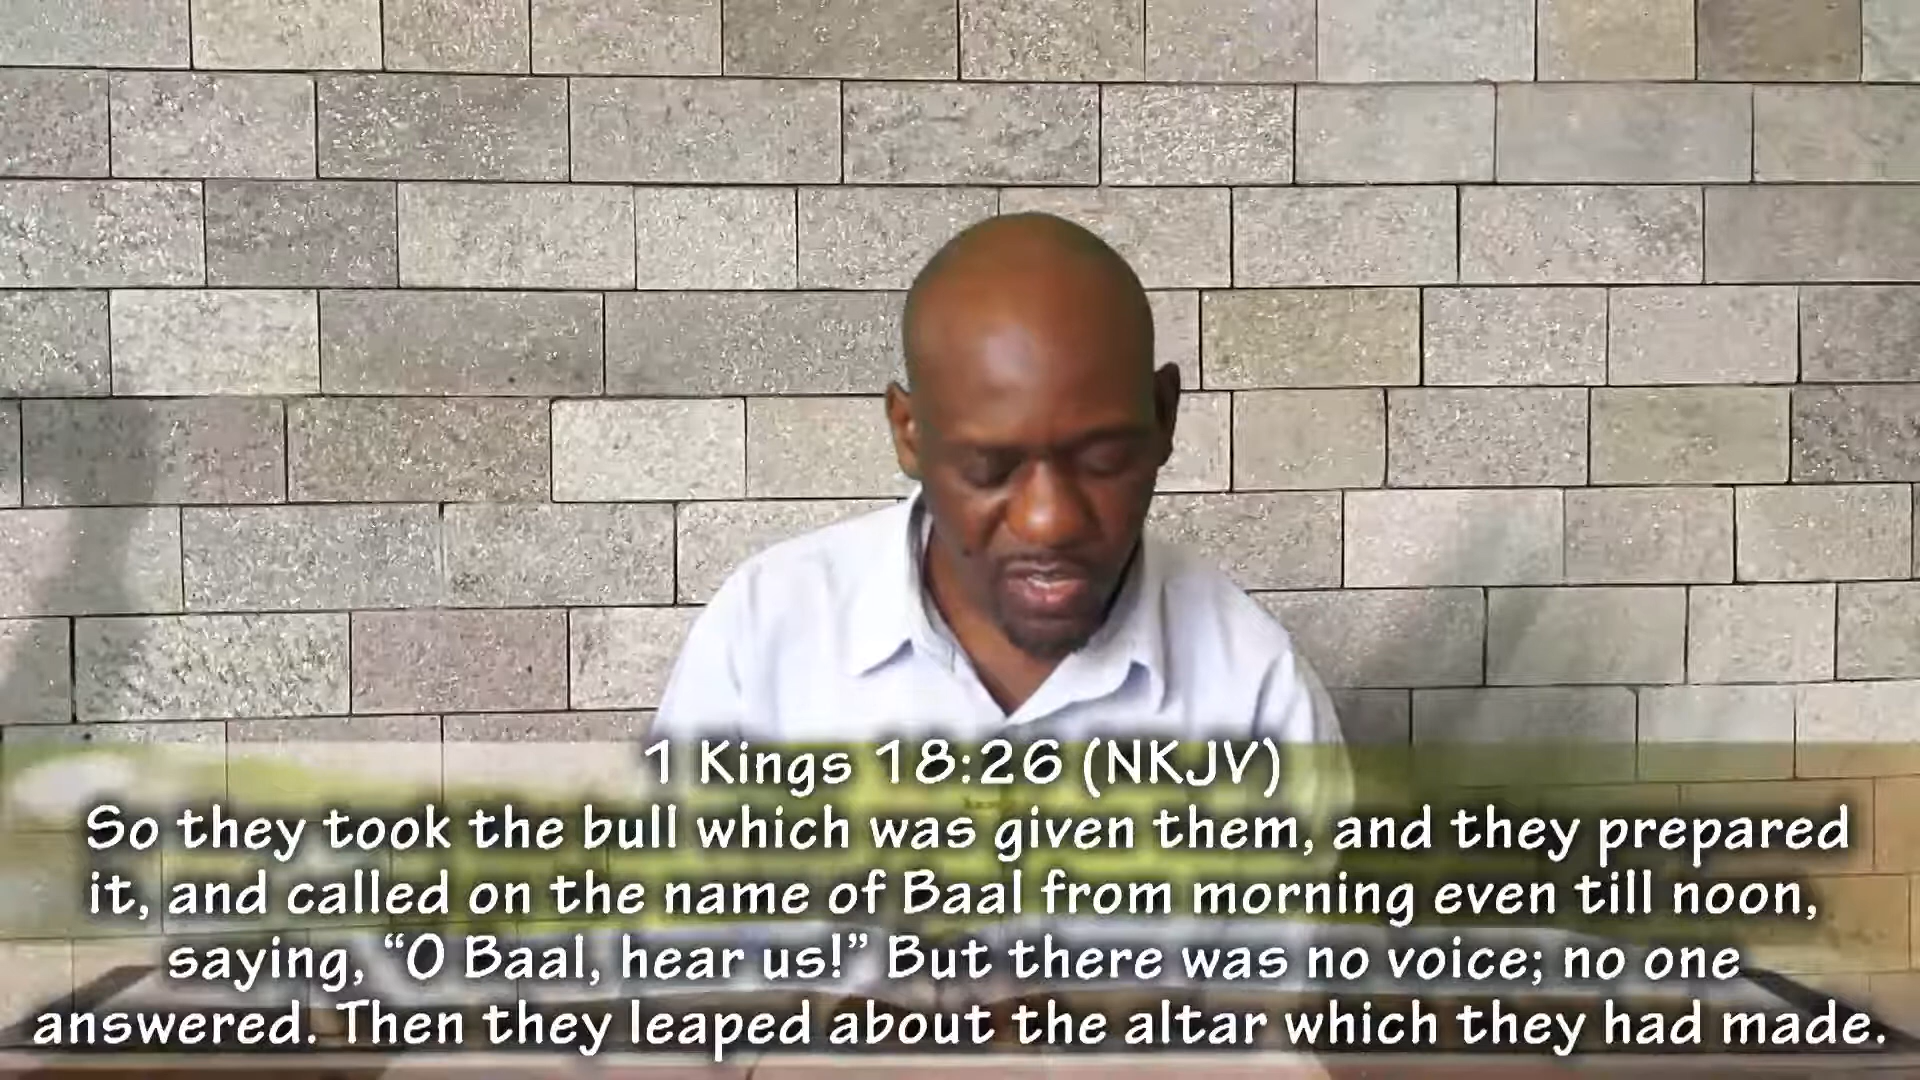 1 Kings 18:26 (NKJV)
So they took the bull which was given them, and they prepared
it, and called on the name of Baal from morning even till noon,
saying, “O Baal, hear us!” But there was no voice; no one
answered. Then they leaped about the altar which they had made.